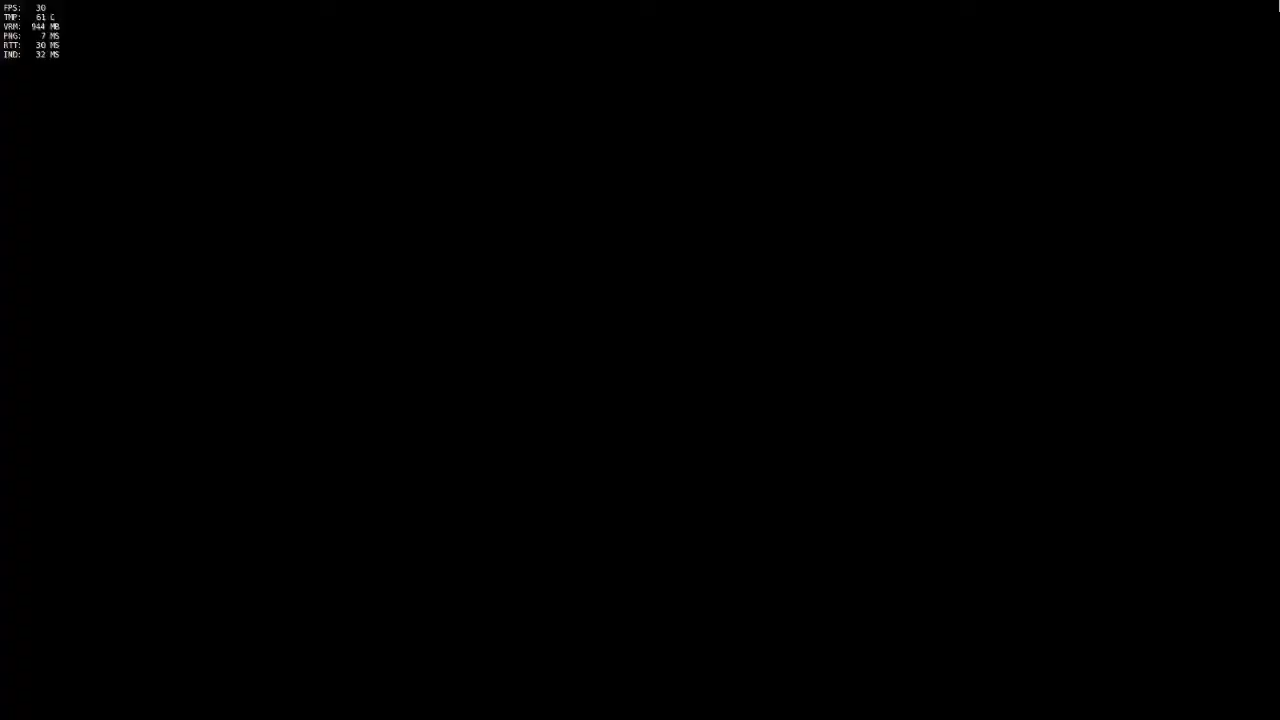 FPS: 30
TMP: 61 C
VRM: 944 MB
PNG: 7 MS
RTT: 30 MS
IND: 32 MS